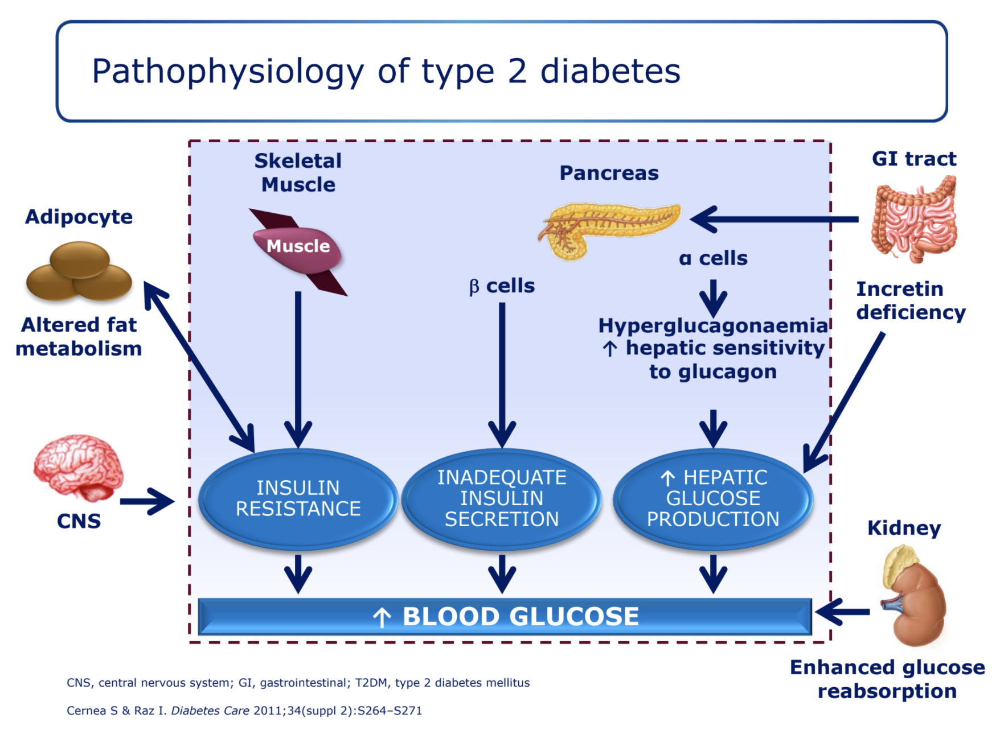 Pathophysiology of type 2 diabetes
Skeletal
Muscle
Muscle
Pancreas
GI tract
Adipocyte
α cells
β cells
Incretin
deficiency
Altered fat
metabolism
Hyperglucagonaemia
↑ hepatic sensitivity
to glucagon
CNS
INSULIN
RESISTANCE
INADEQUATE
INSULIN
SECRETION
↑ HEPATIC
GLUCOSE
PRODUCTION
Kidney
↑ BLOOD GLUCOSE
Enhanced glucose
reabsorption
CNS, central nervous system; GI, gastrointestinal; T2DM, type 2 diabetes mellitus
Cernea S & Raz I. Diabetes Care 2011;34(suppl 2):S264–S271